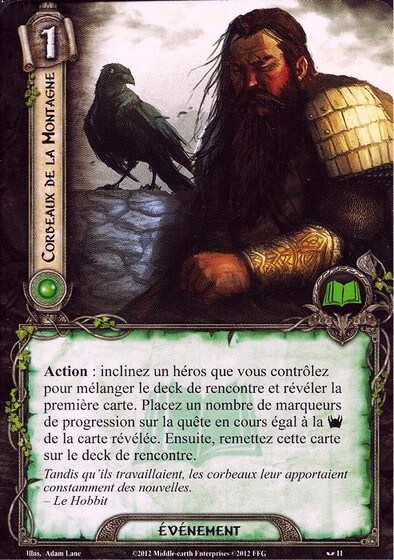 1
Corbeaux de la Montagne
Action : inclinez un héros que vous contrôlez
pour mélanger le deck de rencontre et révéler la
première carte. Placez un nombre de marqueurs
de progression sur la quête en cours égal à la
de la carte révélée. Ensuite, remettez cette carte
sur le deck de rencontre.
Tandis qu'ils travaillaient, les corbeaux leur apportaient
constamment des nouvelles.
– Le Hobbit
ÉVÉNEMENT
Illus. Adam Lane ©2012 Middle-earth Enterprises ©2012 FFG 11